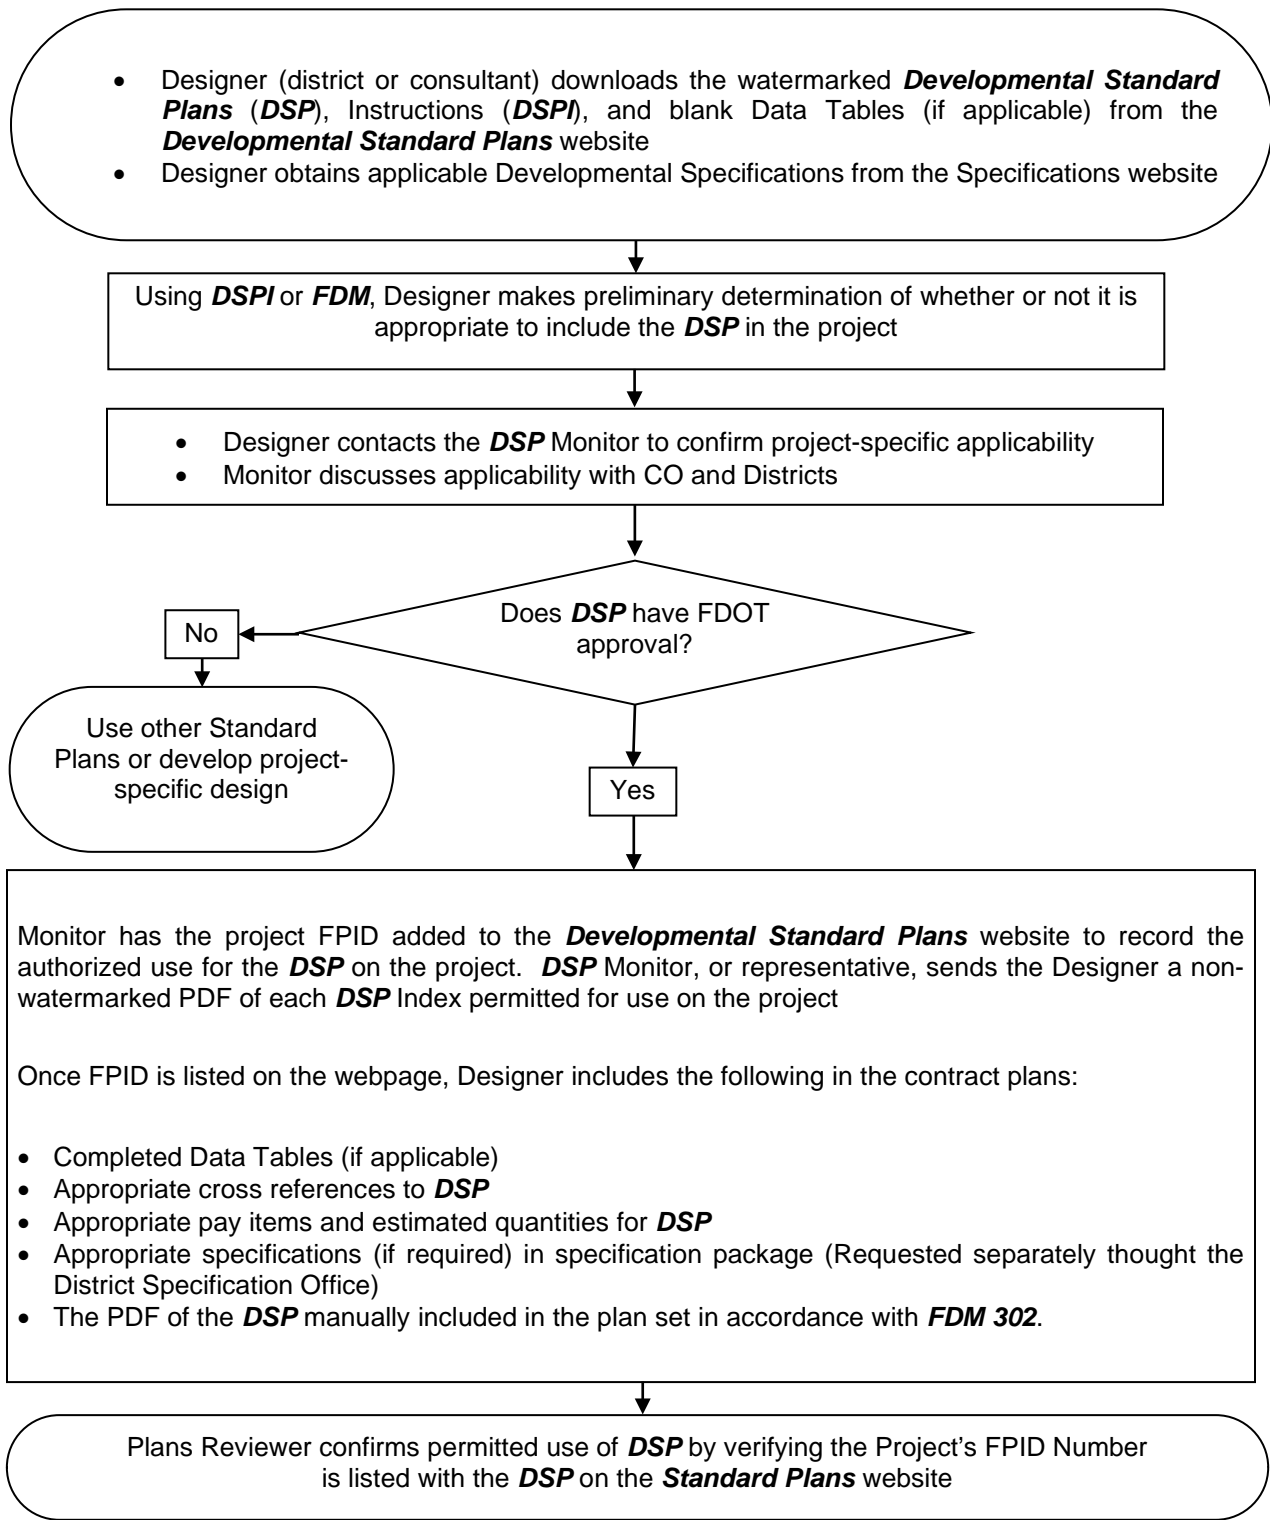 • Designer (district or consultant) downloads the watermarked Developmental Standard
Plans (DSP), Instructions (DSPI), and blank Data Tables (if applicable) from the
Developmental Standard Plans website
• Designer obtains applicable Developmental Specifications from the Specifications website
Using DSPI or FDM, Designer makes preliminary determination of whether or not it is
appropriate to include the DSP in the project
• Designer contacts the DSP Monitor to confirm project-specific applicability
• Monitor discusses applicability with CO and Districts
Does DSP have FDOT
approval?
No
Use other Standard
Plans or develop project-
specific design
Yes
Monitor has the project FPID added to the Developmental Standard Plans website to record the
authorized use for the DSP on the project. DSP Monitor, or representative, sends the Designer a non-
watermarked PDF of each DSP Index permitted for use on the project
Once FPID is listed on the webpage, Designer includes the following in the contract plans:
• Completed Data Tables (if applicable)
• Appropriate cross references to DSP
• Appropriate pay items and estimated quantities for DSP
• Appropriate specifications (if required) in specification package (Requested separately thought the
District Specification Office)
• The PDF of the DSP manually included in the plan set in accordance with FDM 302.
Plans Reviewer confirms permitted use of DSP by verifying the Project's FPID Number
is listed with the DSP on the Standard Plans website